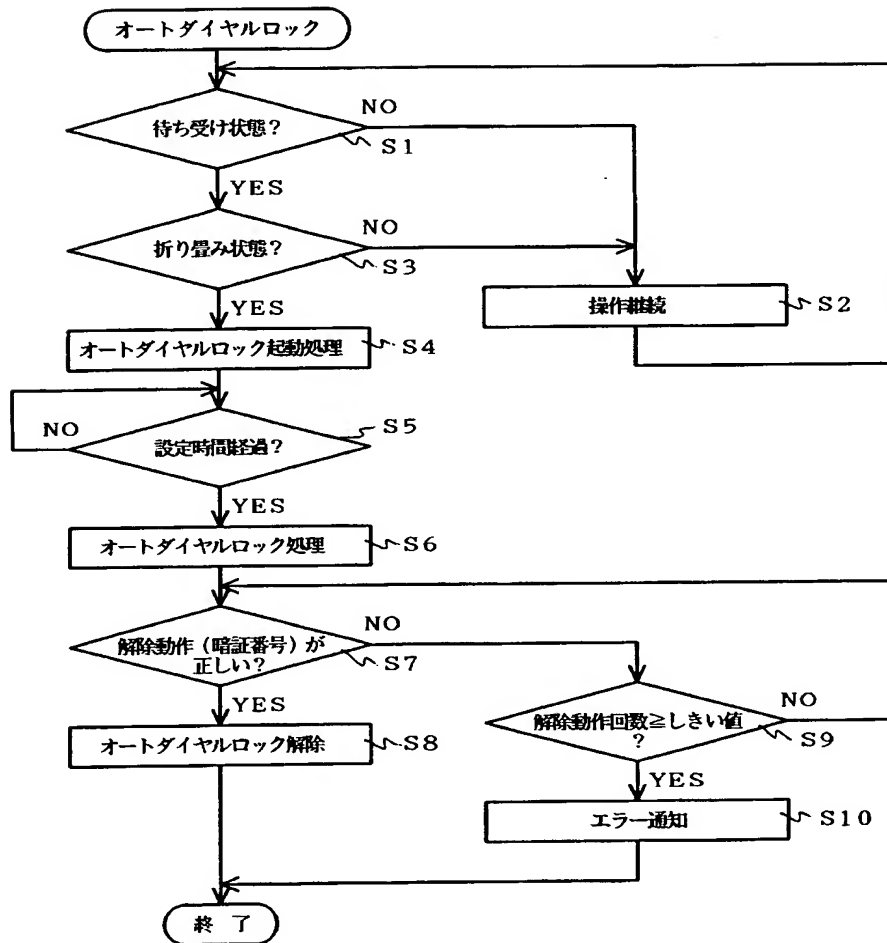 オートダイヤルロック
待ち受け状態?
NO
S1
YES
折り畳み状態?
NO
S3
YES
操作継続
S2
オートダイヤルロック起動処理
S4
NO
設定時間経過?
S5
YES
オートダイヤルロック処理
S6
解除動作(暗証番号)が
正しい?
NO
S7
YES
解除動作回数≧しきい値
?
NO
S9
オートダイヤルロック解除
S8
YES
エラー通知
S10
終 了